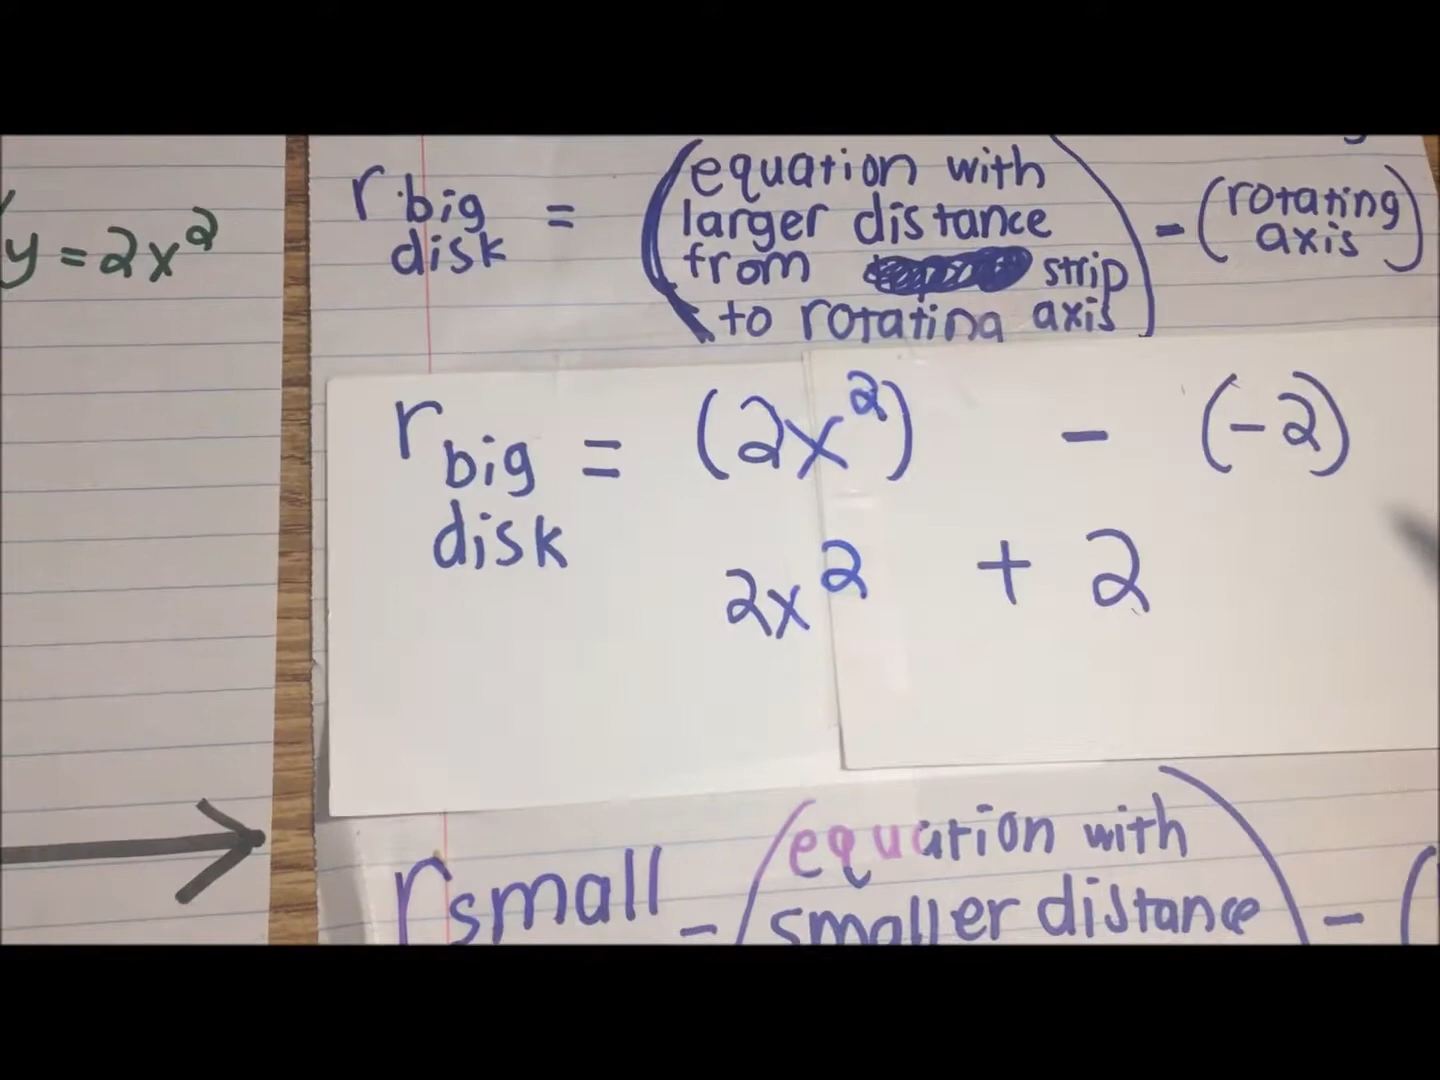 y = 2x²
r big disk = (equation with larger distance from strip to rotating axis) - (rotating axis)
r big disk = (2x²) - (-2)
2x² + 2
r small - (equation with smaller distance) - (